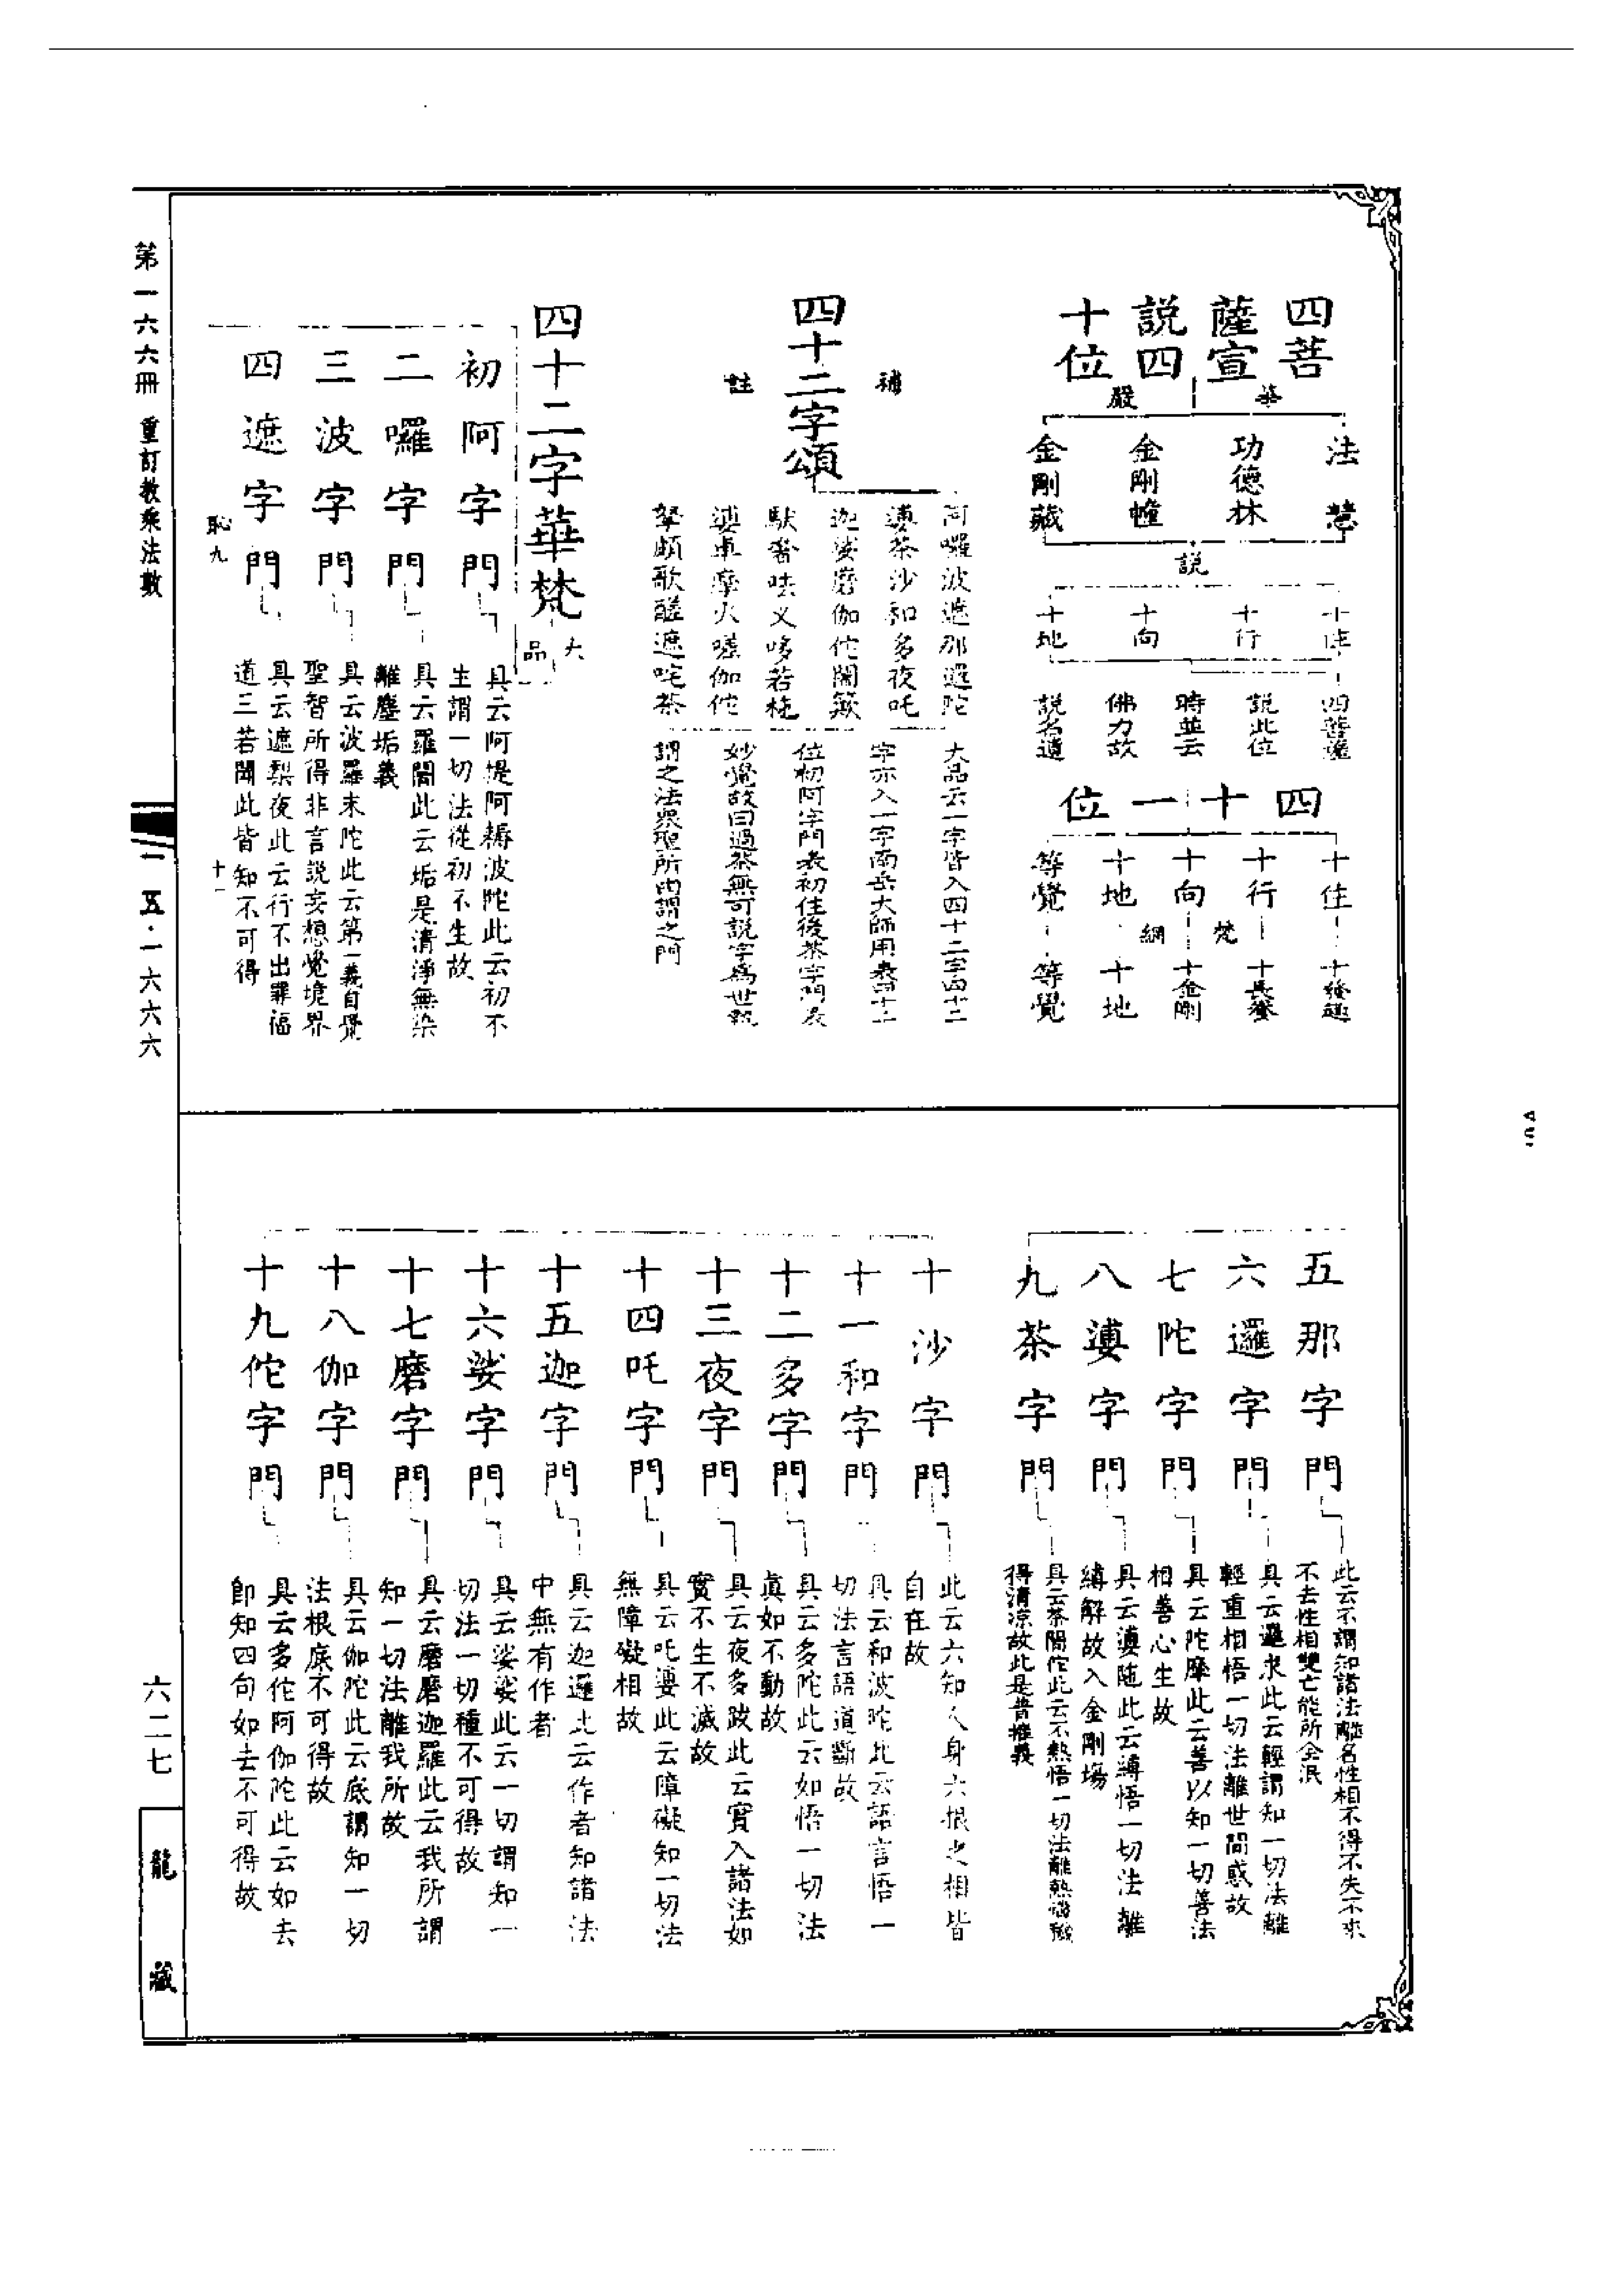 四菩
薩宣
說四
十位
華
嚴
法慧
功德林
金剛幢
金剛藏
說
十住
十行
十向
十地
四菩薩
說此位
時並云
佛力故
說名道
四十一位
十住
十行
十向
十地
等覺
梵
網
十發趣
十長養
十金剛
十地
等覺
四十二字頌
補
註
阿囉波遮那邏陀
婆茶沙和多夜吒
迦娑磨伽佗闍
馱奢呿叉哆若
婆車摩火嗟伽佗
拏頗歌醝遮咤茶
大品云一字皆入四十二字四十二
字亦入一字南岳大師用表四十二
位初阿字門表初住後茶字門表
妙覺故曰過茶無可說字為世
謂之法眾聖所由謂之門
四十二字華梵
大
品
初阿字門
具云阿提阿耨波陀此云初不
生謂一切法從初不生故
二囉字門
具云羅闍此云垢是清淨無染
離塵垢義
三波字門
具云波羅末陀此云第一義自覺
聖智所得非言說妄想覺境界
四遮字門
具云遮梨夜此云行不出罪福
道三若聞此皆知不可得
五那字門
此云不謂知諸法離名性相不得不失不來
不去性相雙亡能所全泯
六邏字門
具云邏求此云輕謂知一切法離
輕重相悟一切法離世間惑故
七陀字門
具云陀摩此云善以知一切善法
相善心生故
八婆字門
具云婆陀此云縛悟一切法離
縛解故入金剛場
九茶字門
具云茶闍佗此云不熱悟一切法離熱
得清涼故此是普摧義
十沙字門
此云六知人身六根之相皆
自在故
十一和字門
具云和波陀此云語言悟一
切法言語道斷故
十二多字門
具云多陀此云如悟一切法
真如不動故
十三夜字門
具云夜多跋此云實入諸法如
實不生不滅故
十四吒字門
具云吒婆此云障礙知一切法
無障礙相故
十五迦字門
具云迦邏此云作者知諸法
中無有作者
十六娑字門
具云娑婆此云一切謂知一
切法一切種不可得故
十七磨字門
具云磨磨迦羅此云我所謂
知一切法離我所故
十八伽字門
具云伽陀此云底謂知一切
法根底不可得故
十九佗字門
具云多佗阿伽陀此云如去
即知四句如去不可得故
恥九
十一
第一六六冊 重訂教乘法數
一五·一六六六
六二七
龍藏